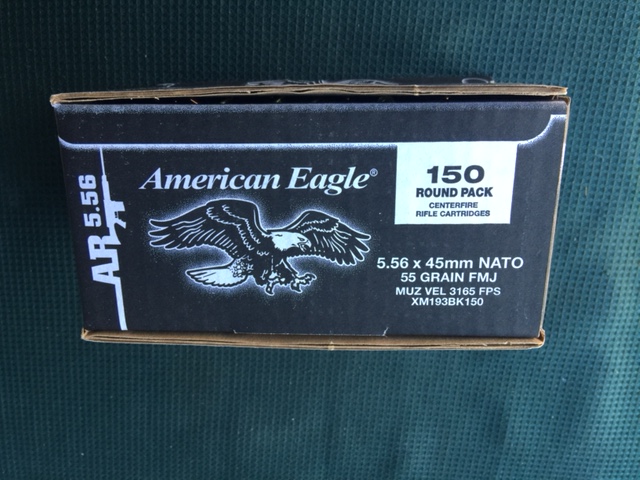 AR 5.56
American Eagle®
150
ROUND PACK
CENTERFIRE
RIFLE CARTRIDGES
5.56 x 45mm NATO
55 GRAIN FMJ
MUZ VEL 3165 FPS
XM193BK150